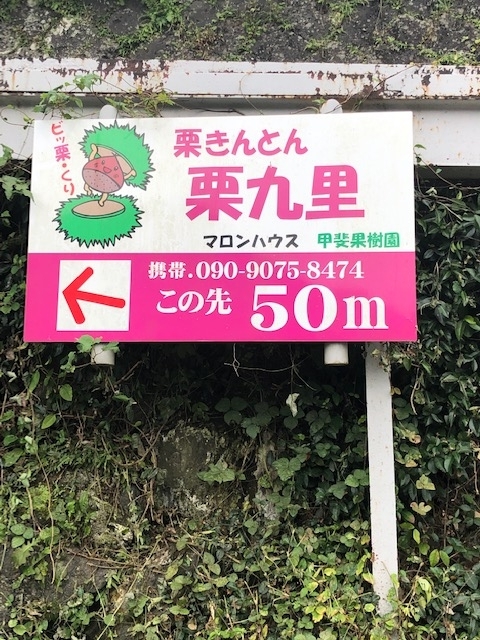 ビッ栗・くり
栗きんとん
栗九里
マロンハウス 甲斐果樹園
携帯.090-9075-8474
この先 50m